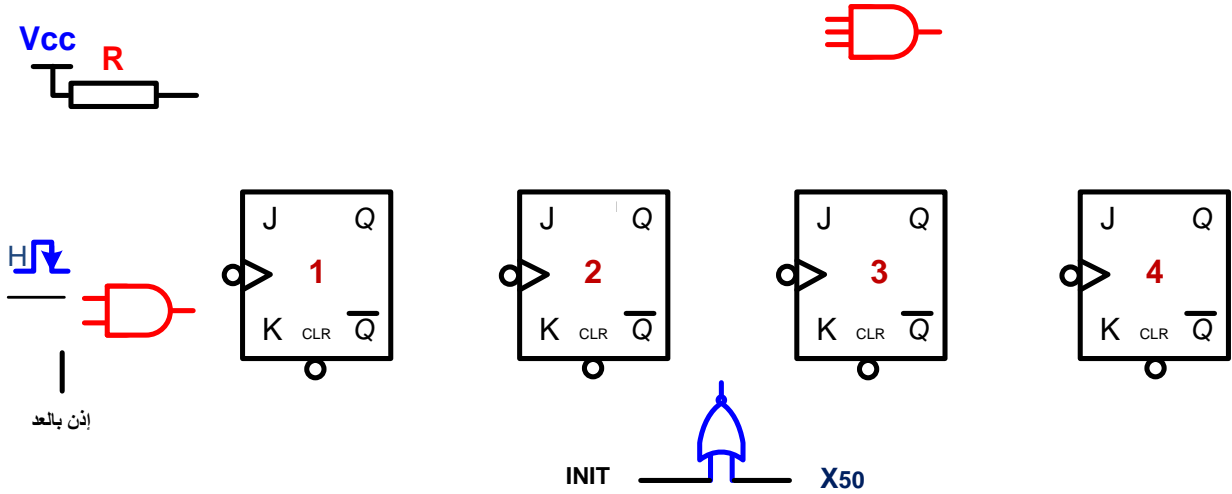 Vcc
R
H
إذن بالعد
J Q
1
K CLR Q
J Q
2
K CLR Q
J Q
3
K CLR Q
J Q
4
K CLR Q
INIT
X50